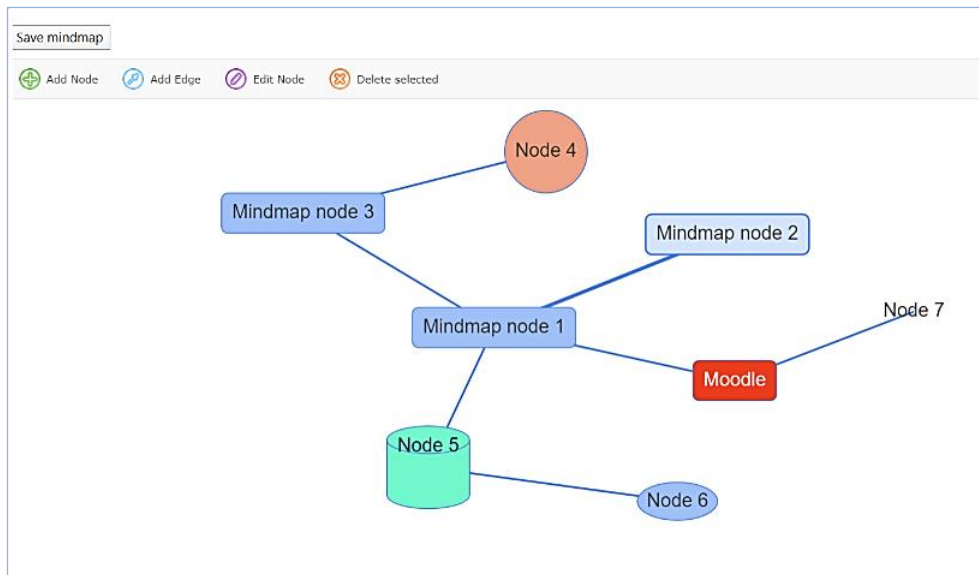 Save mindmap
Add Node
Add Edge
Edit Node
Delete selected
Node 4
Mindmap node 3
Mindmap node 2
Node 7
Mindmap node 1
Moodle
Node 5
Node 6